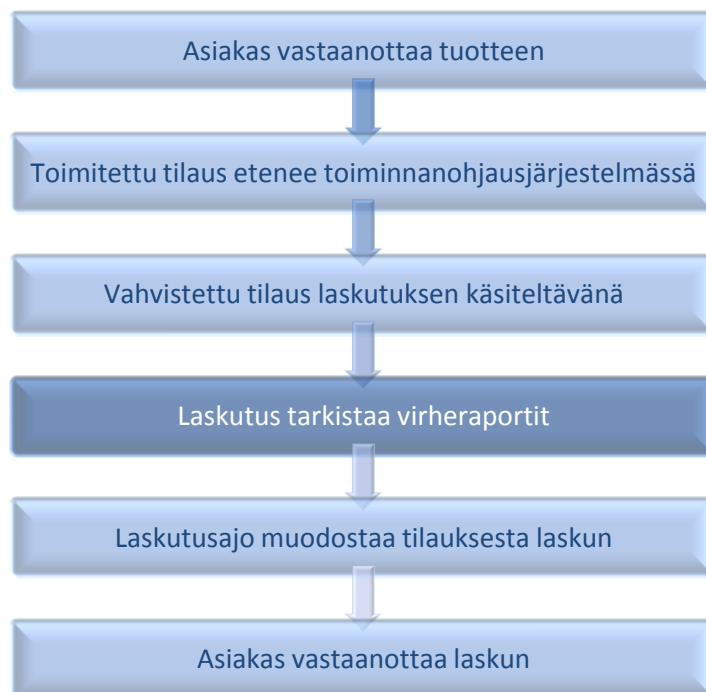 Asiakas vastaanottaa tuotteen
Toimitettu tilaus etenee toiminnanohjausjärjestelmässä
Vahvistettu tilaus laskutuksen käsiteltävänä
Laskutus tarkistaa virheraportit
Laskutusajo muodostaa tilauksesta laskun
Asiakas vastaanottaa laskun